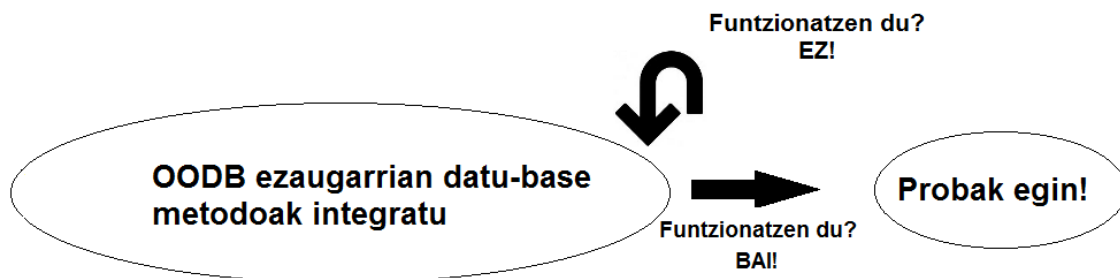 Funtzionatzen du?
EZ!
OODB ezaugarrian datu-base
metodoak integratu
Probak egin!
Funtzionatzen du?
BAI!